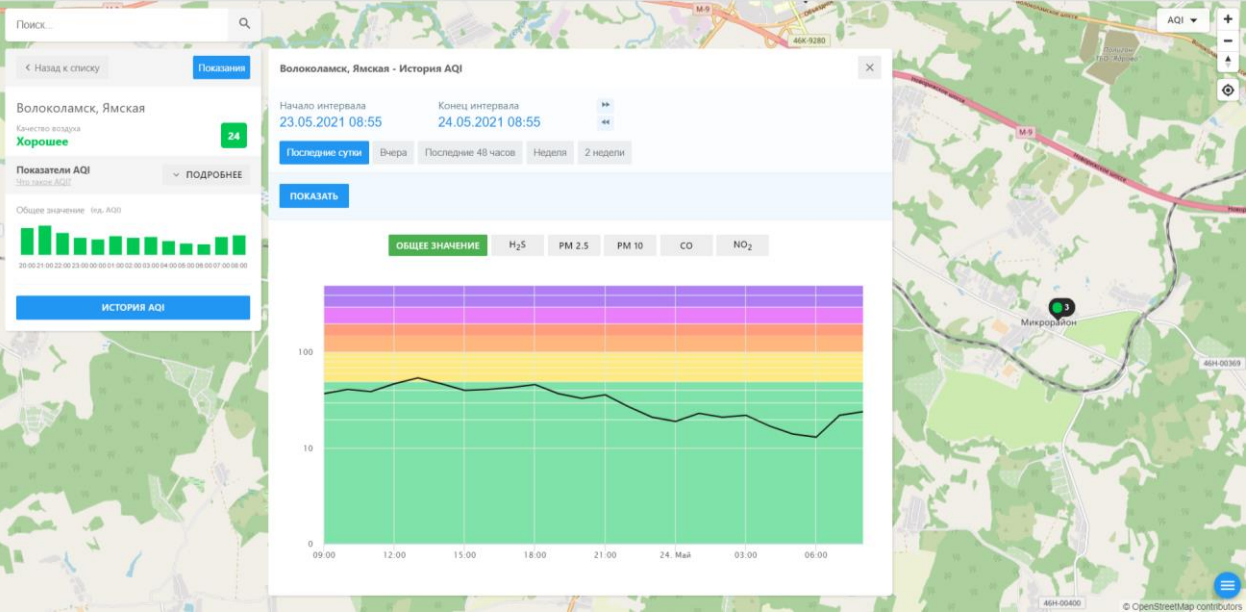 Поиск...
М-9
46К-9280
AQI
Назад к списку
Показания
Волоколамск, Ямская
Качество воздуха
Хорошее
24
Показатели AQI
Что такое AQI?
ПОДРОБНЕЕ
Общее значение (ед. AQI)
20:00 21:00 22:00 23:00 00:00 01:00 02:00 03:00 04:00 05:00 06:00 07:00 08:00
ИСТОРИЯ AQI
Волоколамск, Ямская - История AQI
Начало интервала
Конец интервала
23.05.2021 08:55
24.05.2021 08:55
Последние сутки
Вчера
Последние 48 часов
Неделя
2 недели
ПОКАЗАТЬ
ОБЩЕЕ ЗНАЧЕНИЕ
H₂S
PM 2.5
PM 10
CO
NO₂
100
10
0
09:00
12:00
15:00
18:00
21:00
24. Май
03:00
06:00
М-9
Новорижское шоссе
3
Микрорайон
46Н-00369
46Н-00400
© OpenStreetMap contributors